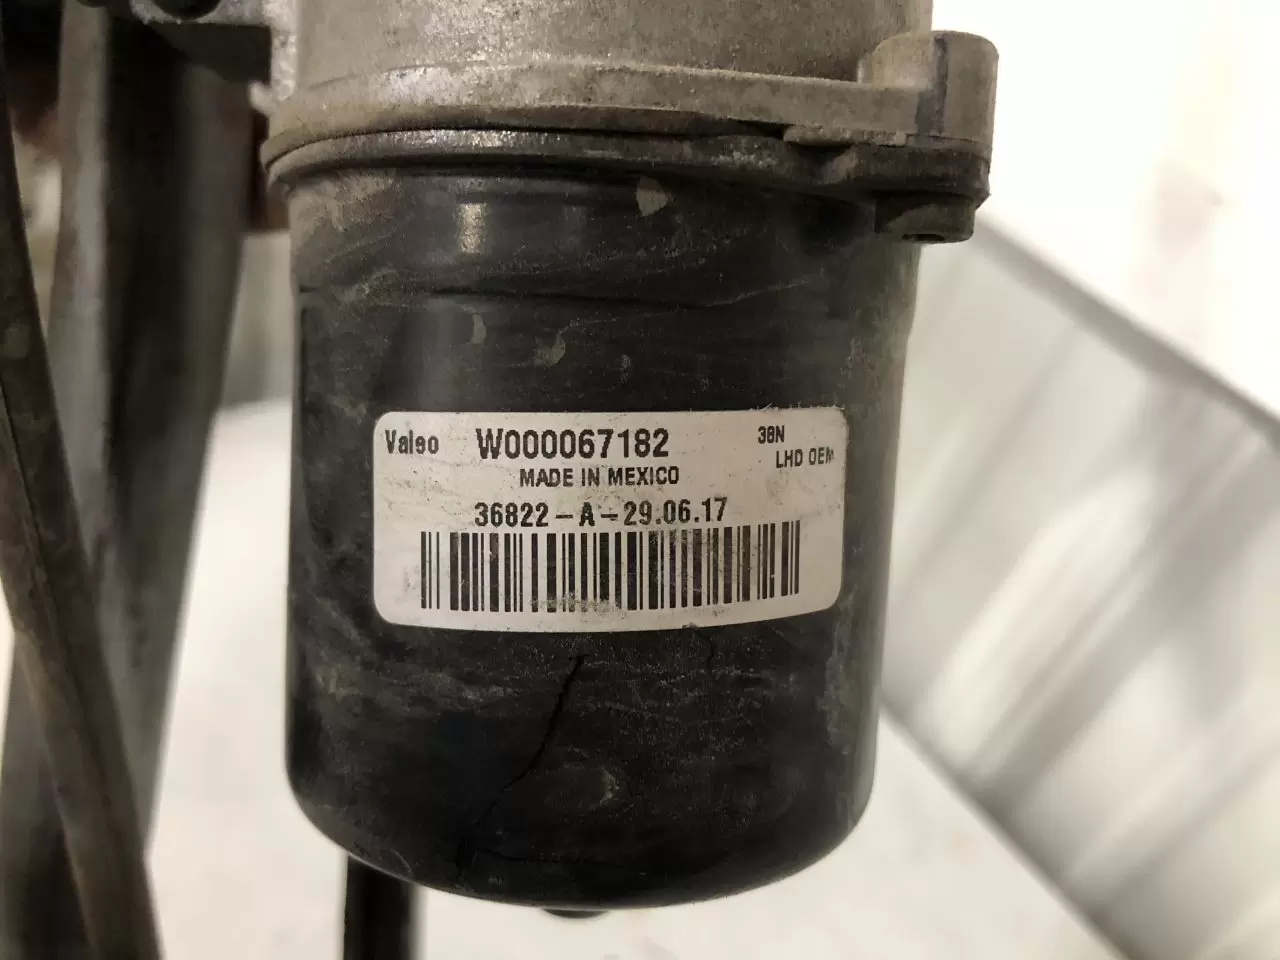 Valeo W000067182 38N
LHD OEM
MADE IN MEXICO
36822-A-29.06.17